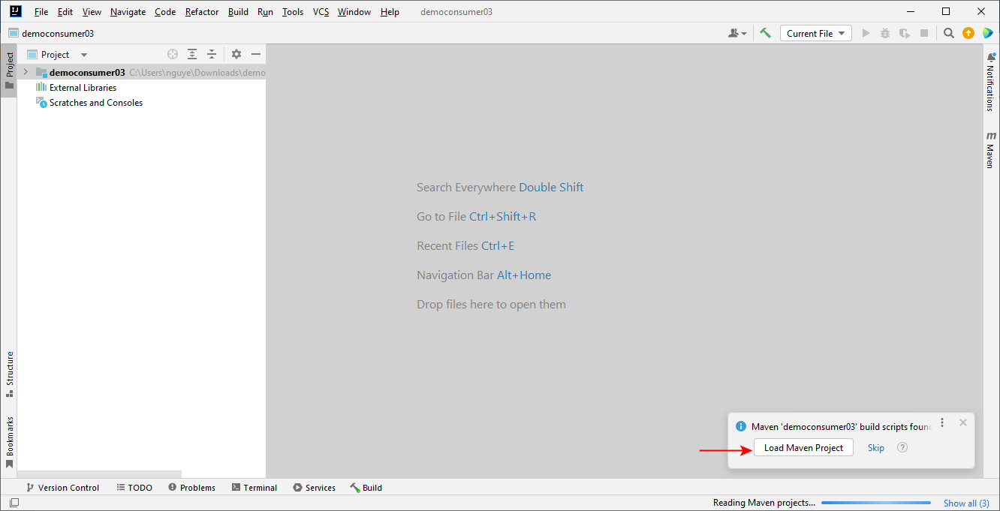 IJ File Edit View Navigate Code Refactor Build Run Tools VCS Window Help democonsumer03
democonsumer03
Current File
Project
Project
democonsumer03 C:\Users\nguye\Downloads\demo
External Libraries
Scratches and Consoles
Notifications
m
Maven
Search Everywhere Double Shift
Go to File Ctrl+Shift+R
Recent Files Ctrl+E
Navigation Bar Alt+Home
Drop files here to open them
Structure
Bookmarks
Maven 'democonsumer03' build scripts foun
Load Maven Project Skip ?
Version Control TODO Problems Terminal Services Build
Reading Maven projects... Show all (3)